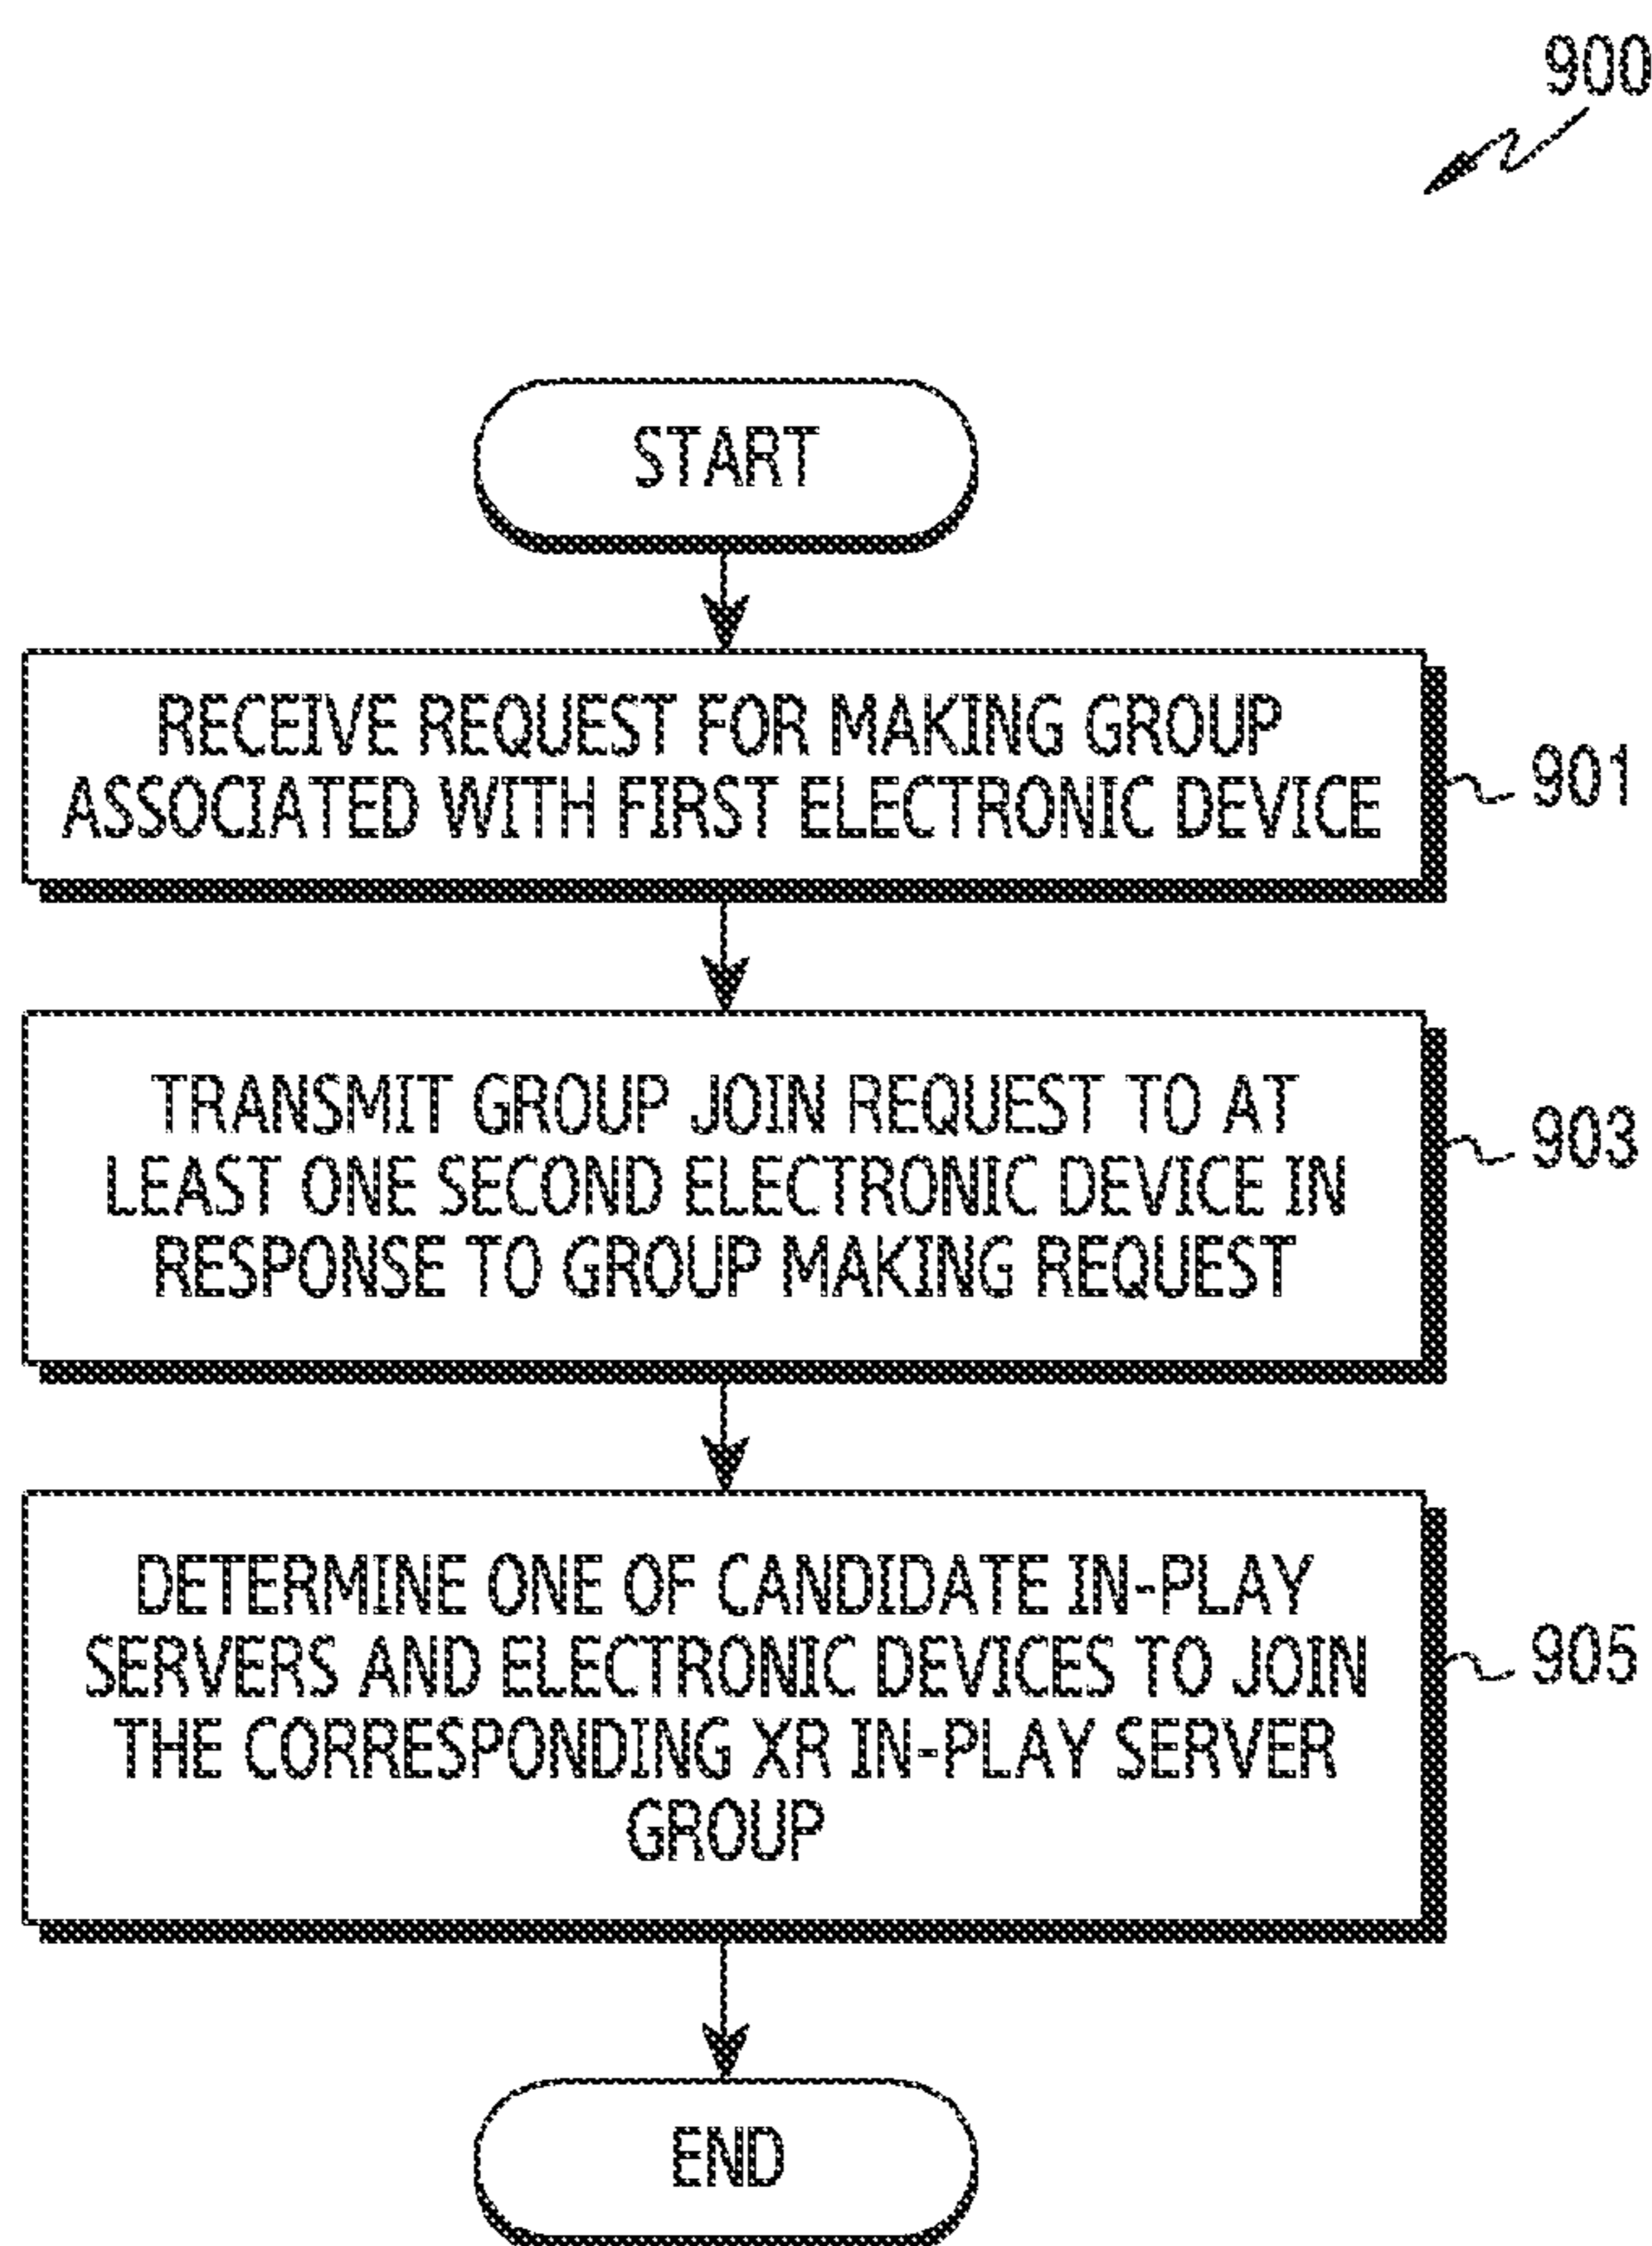 900
START
RECEIVE REQUEST FOR MAKING GROUP
ASSOCIATED WITH FIRST ELECTRONIC DEVICE
901
TRANSMIT GROUP JOIN REQUEST TO AT
LEAST ONE SECOND ELECTRONIC DEVICE IN
RESPONSE TO GROUP MAKING REQUEST
903
DETERMINE ONE OF CANDIDATE IN-PLAY
SERVERS AND ELECTRONIC DEVICES TO JOIN
THE CORRESPONDING XR IN-PLAY SERVER
GROUP
905
END